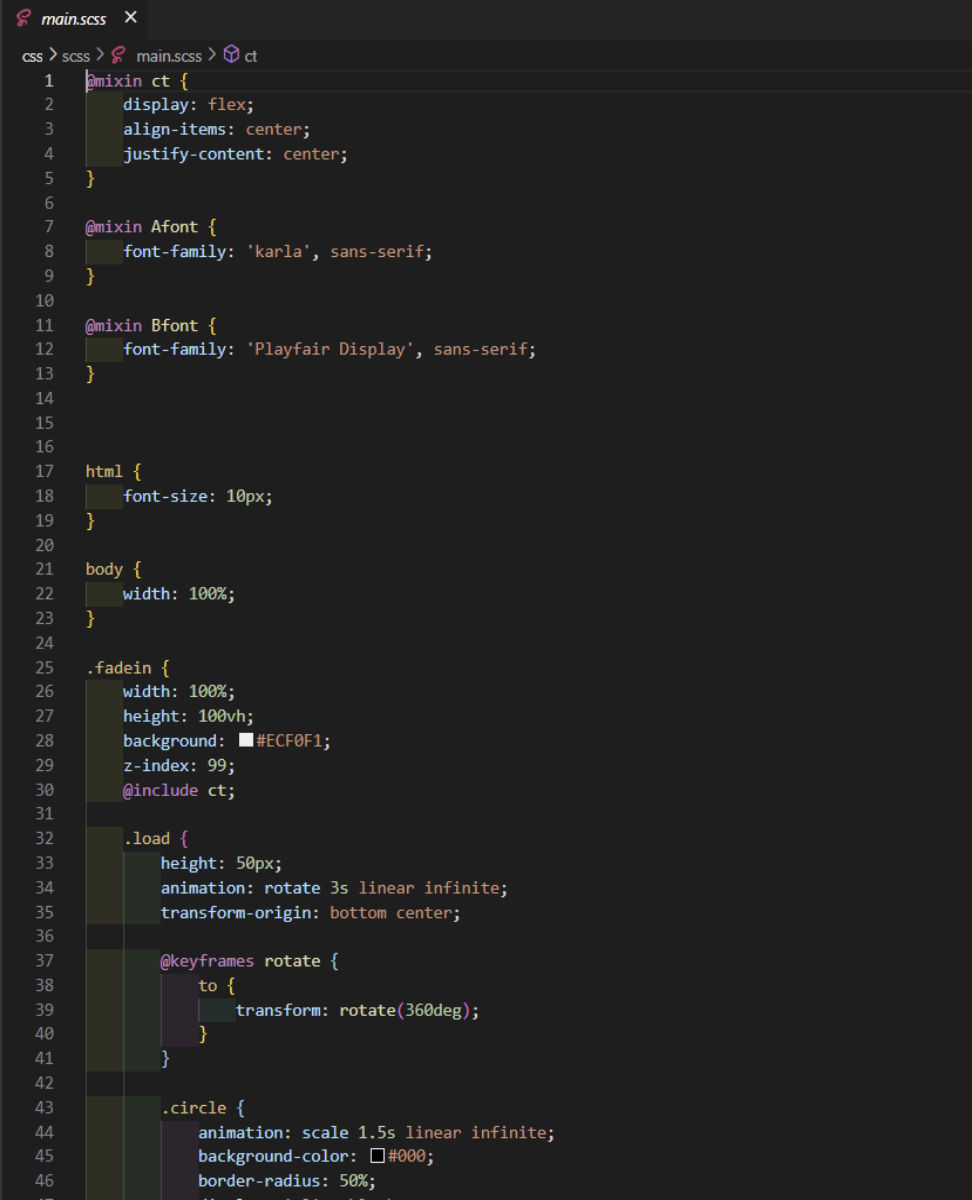 main.scss ×
css > scss > main.scss > ct
1 @mixin ct {
2 display: flex;
3 align-items: center;
4 justify-content: center;
5 }
6
7 @mixin Afont {
8 font-family: 'karla', sans-serif;
9 }
10
11 @mixin Bfont {
12 font-family: 'Playfair Display', sans-serif;
13 }
14
15
16
17 html {
18 font-size: 10px;
19 }
20
21 body {
22 width: 100%;
23 }
24
25 .fadein {
26 width: 100%;
27 height: 100vh;
28 background: #ECF0F1;
29 z-index: 99;
30 @include ct;
31
32 .load {
33 height: 50px;
34 animation: rotate 3s linear infinite;
35 transform-origin: bottom center;
36
37 @keyframes rotate {
38 to {
39 transform: rotate(360deg);
40 }
41 }
42
43 .circle {
44 animation: scale 1.5s linear infinite;
45 background-color: #000;
46 border-radius: 50%;